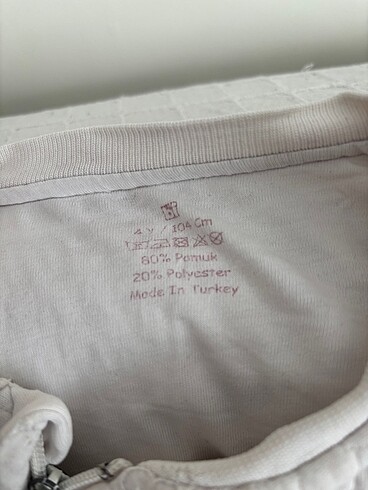 4 y / 104 Cm
80% Pamuk
20% Polyester
Made In Turkey